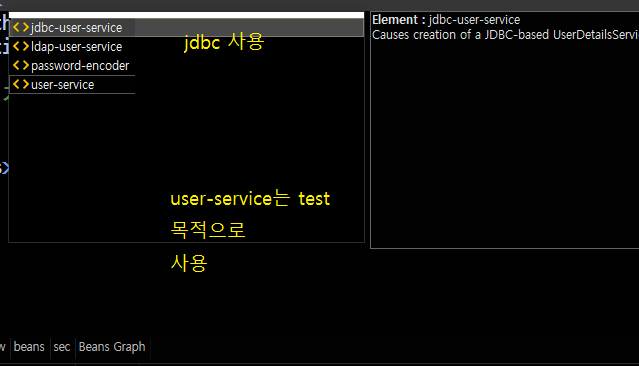 jdbc-user-service
ldap-user-service
password-encoder
user-service
jdbc 사용
user-service는 test
목적으로
사용
Element : jdbc-user-service
Causes creation of a JDBC-based UserDetailsServi
beans sec Beans Graph